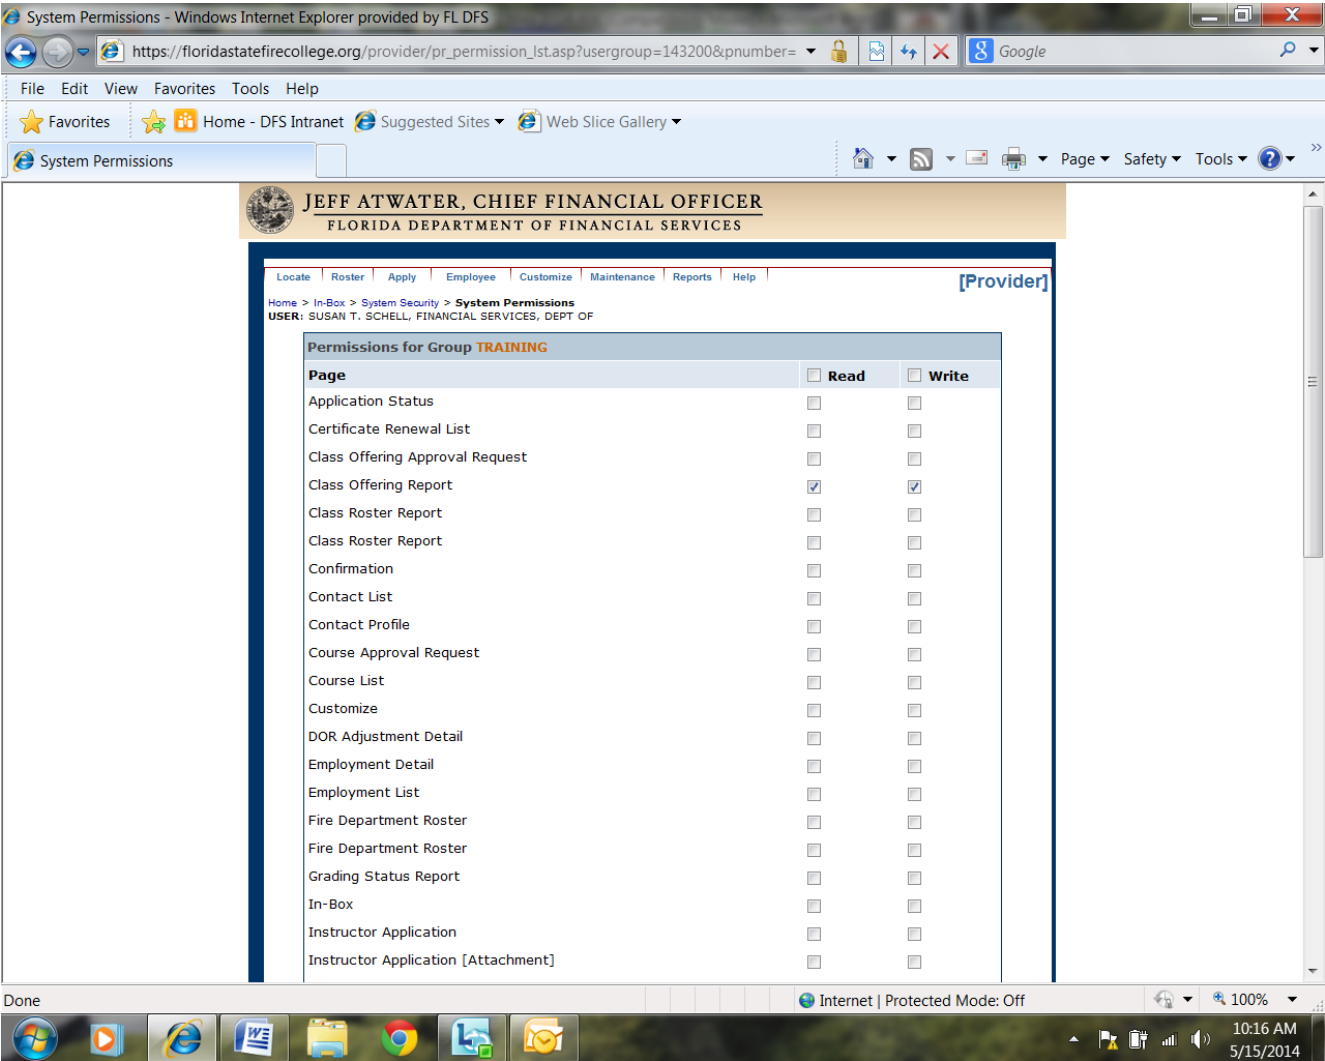 System Permissions - Windows Internet Explorer provided by FL DFS
https://floridastatefirecollege.org/provider/pr_permission_lst.asp?usergroup=143200&pnumber=
Google
File Edit View Favorites Tools Help
Favorites Home - DFS Intranet Suggested Sites Web Slice Gallery
System Permissions
Page Safety Tools
JEFF ATWATER, CHIEF FINANCIAL OFFICER
FLORIDA DEPARTMENT OF FINANCIAL SERVICES
Locate Roster Apply Employee Customize Maintenance Reports Help
[Provider]
Home > In-Box > System Security > System Permissions
USER: SUSAN T. SCHELL, FINANCIAL SERVICES, DEPT OF
Permissions for Group TRAINING
Page Read Write
Application Status
Certificate Renewal List
Class Offering Approval Request
Class Offering Report
Class Roster Report
Class Roster Report
Confirmation
Contact List
Contact Profile
Course Approval Request
Course List
Customize
DOR Adjustment Detail
Employment Detail
Employment List
Fire Department Roster
Fire Department Roster
Grading Status Report
In-Box
Instructor Application
Instructor Application [Attachment]
Done
Internet | Protected Mode: Off
100%
10:16 AM
5/15/2014